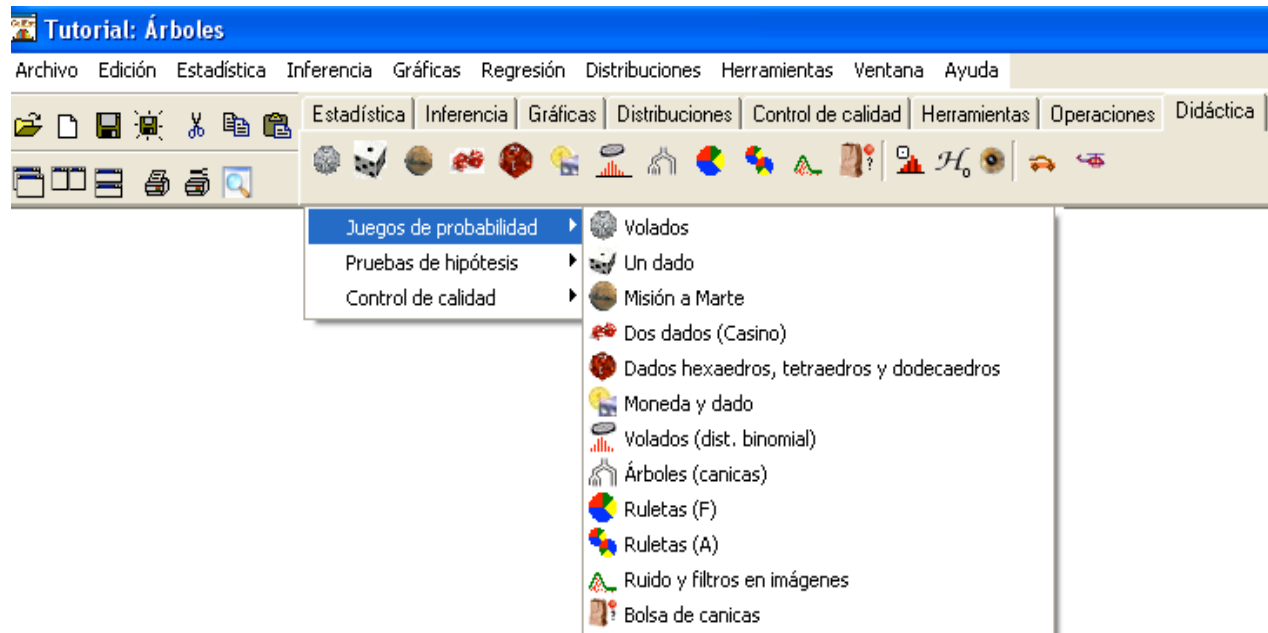 Tutorial: Árboles
Archivo Edición Estadística Inferencia Gráficas Regresión Distribuciones Herramientas Ventana Ayuda
Estadística Inferencia Gráficas Distribuciones Control de calidad Herramientas Operaciones Didáctica
H₀
Juegos de probabilidad
Pruebas de hipótesis
Control de calidad
Volados
Un dado
Misión a Marte
Dos dados (Casino)
Dados hexaedros, tetraedros y dodecaedros
Moneda y dado
Volados (dist. binomial)
Árboles (canicas)
Ruletas (F)
Ruletas (A)
Ruido y filtros en imágenes
Bolsa de canicas